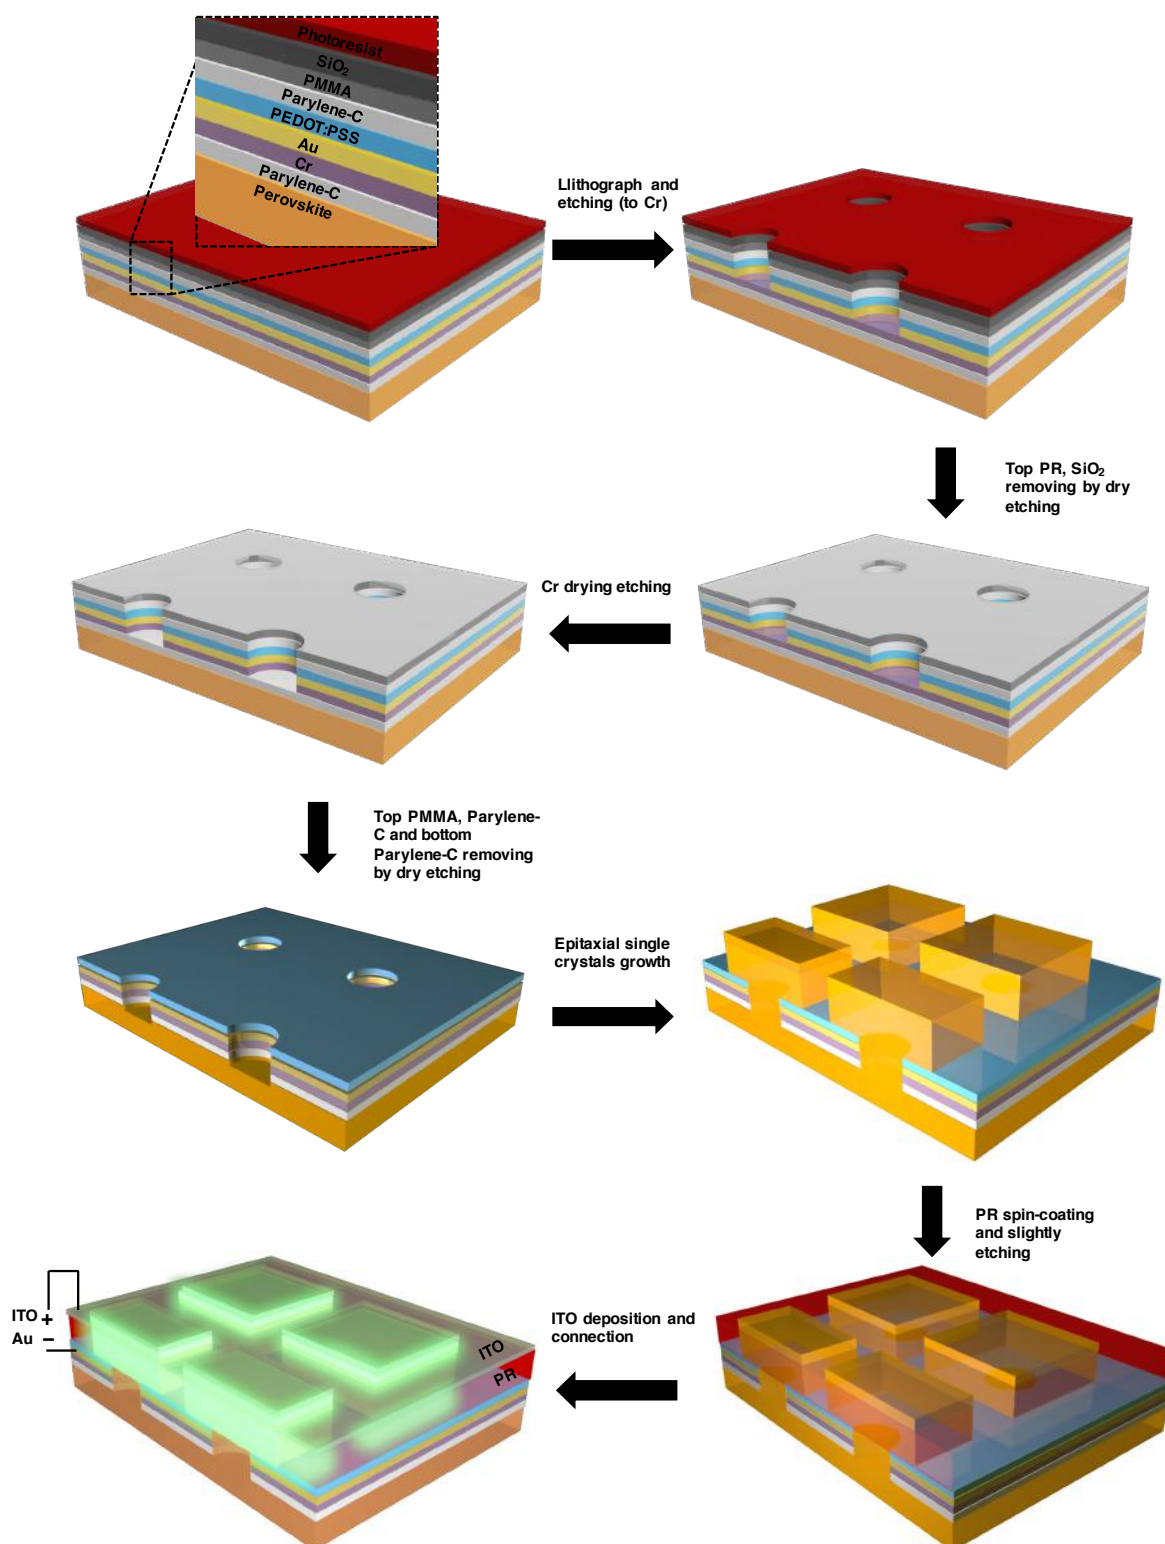 Photoresist
SiO₂
PMMA
Parylene-C
PEDOT:PSS
Au
Cr
Parylene-C
Perovskite
Llithograph and
etching (to Cr)
Top PR, SiO₂
removing by dry
etching
Cr drying etching
Top PMMA, Parylene-
C and bottom
Parylene-C removing
by dry etching
Epitaxial single
crystals growth
PR spin-coating
and slightly
etching
ITO deposition and
connection
ITO +
Au −
ITO
PR